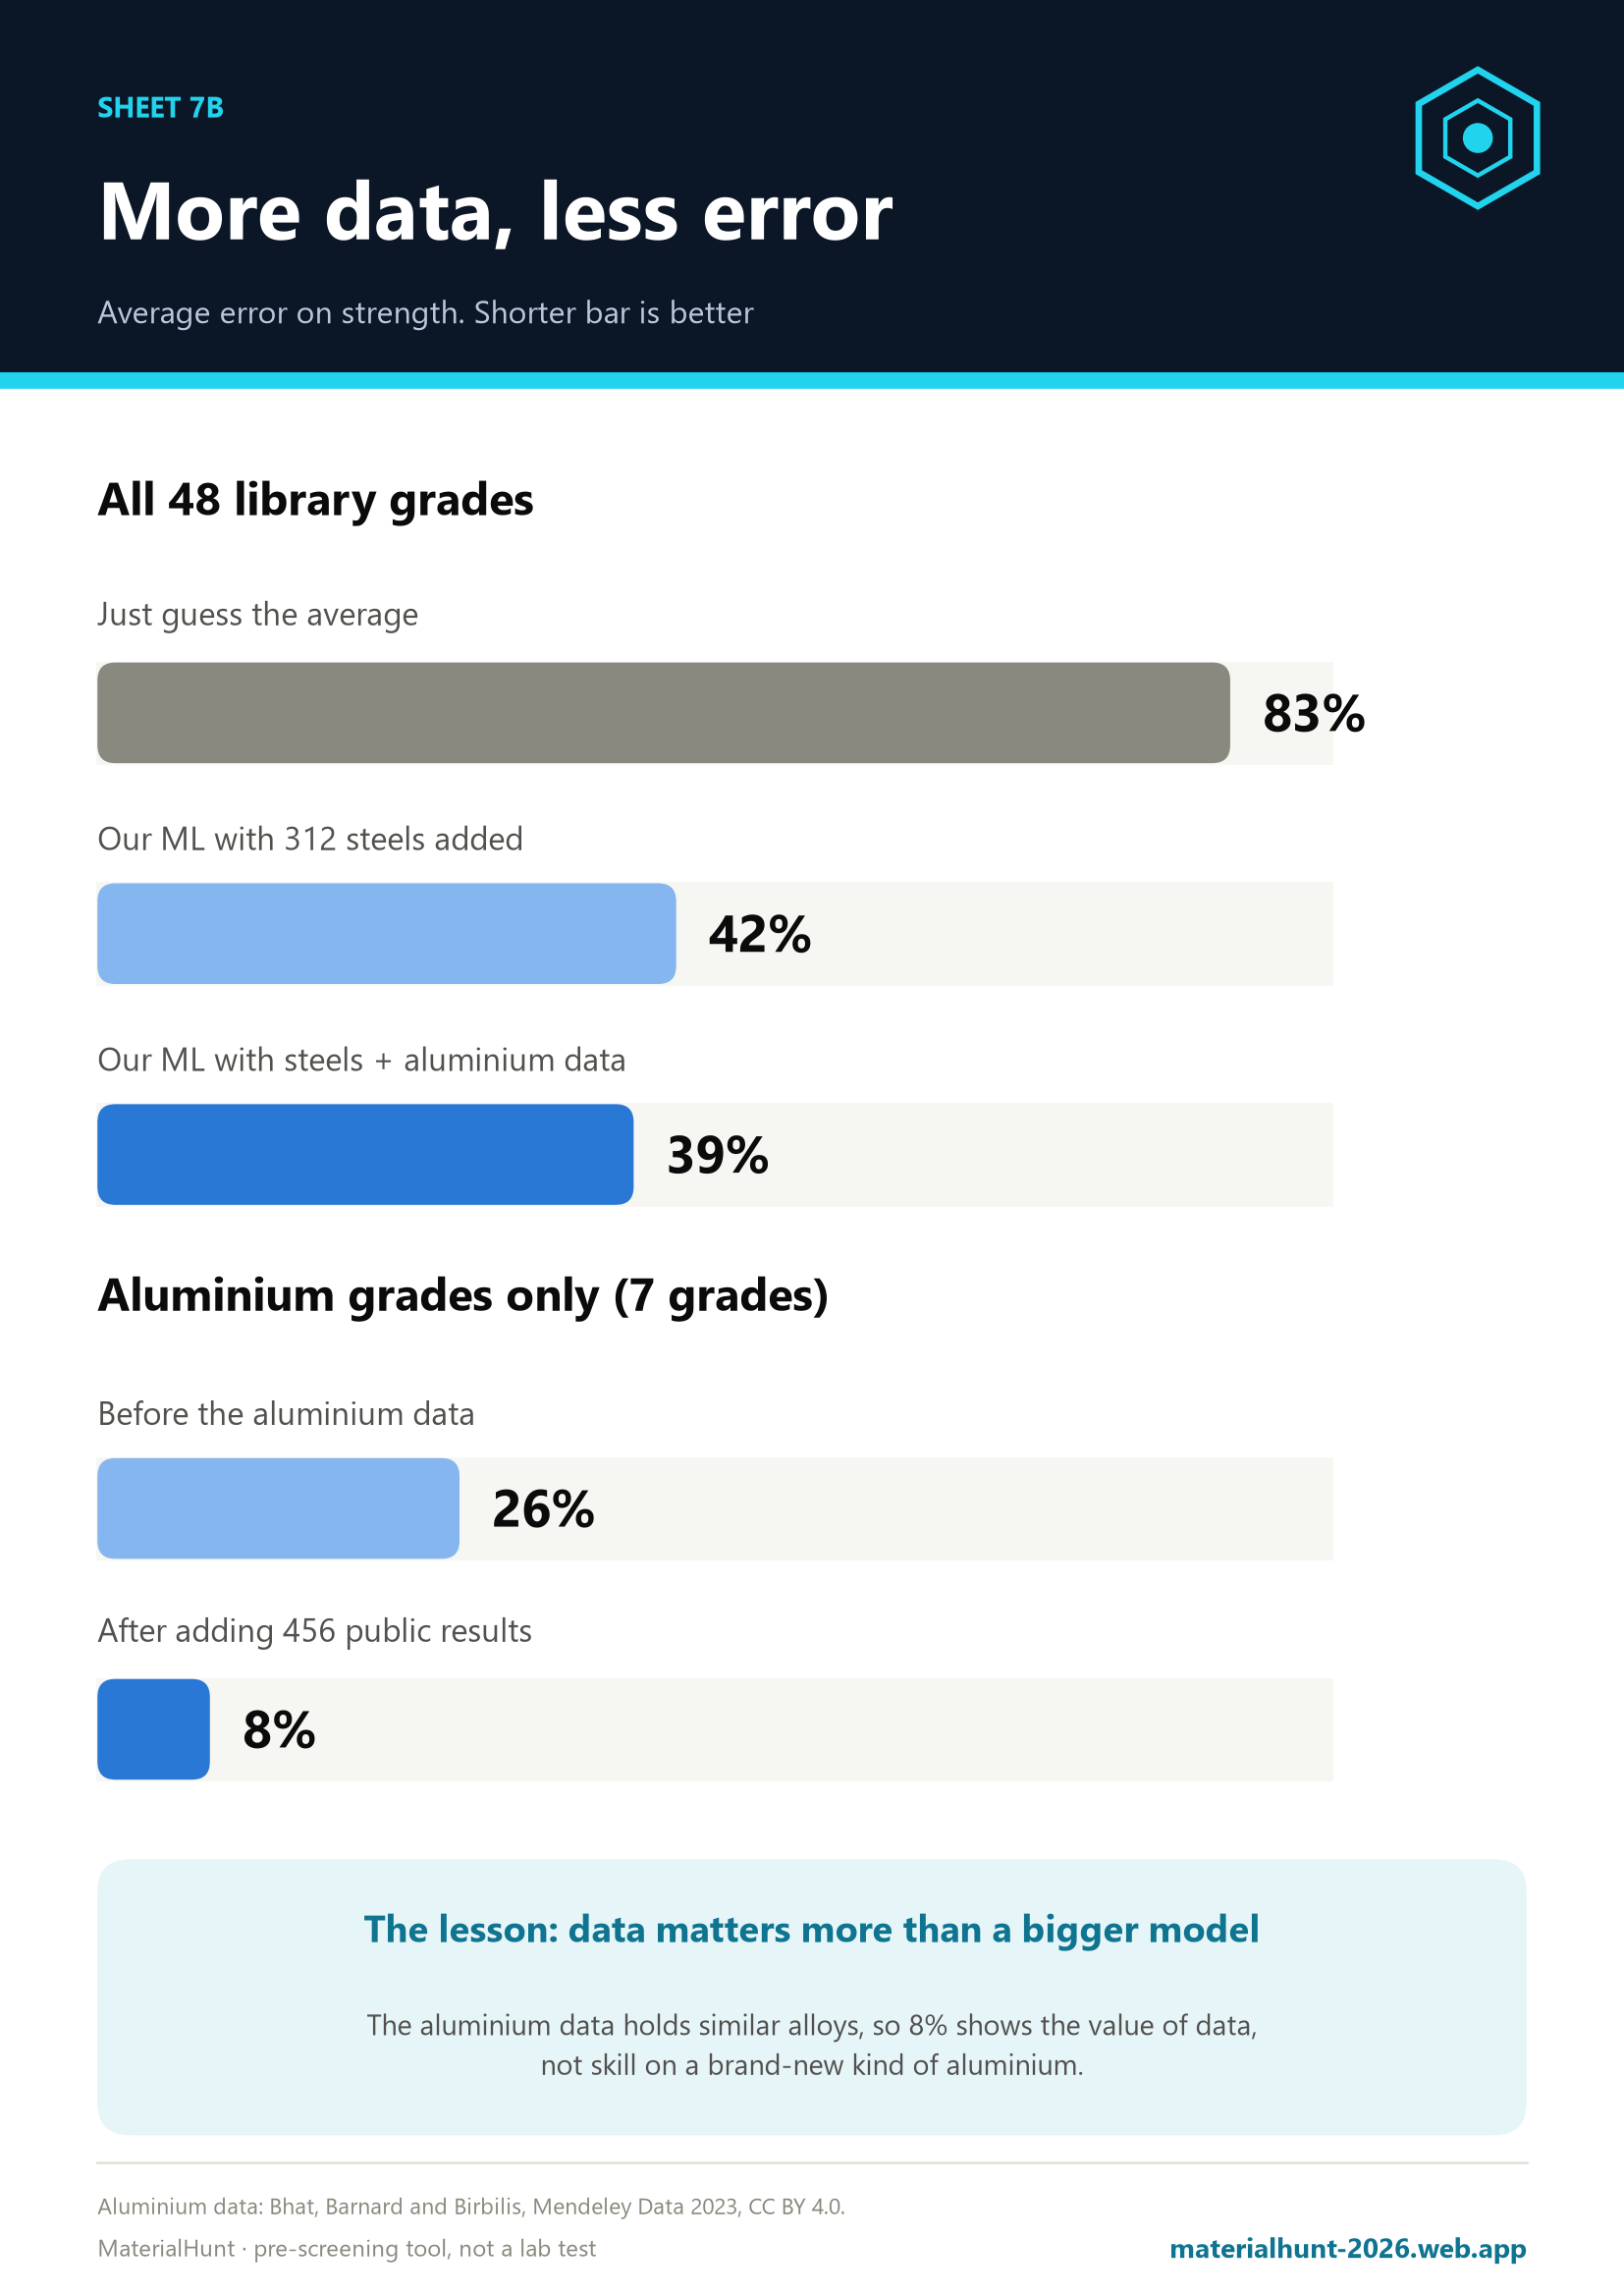 SHEET 7B
More data, less error
Average error on strength. Shorter bar is better
All 48 library grades
Just guess the average
83%
Our ML with 312 steels added
42%
Our ML with steels + aluminium data
39%
Aluminium grades only (7 grades)
Before the aluminium data
26%
After adding 456 public results
8%
The lesson: data matters more than a bigger model
The aluminium data holds similar alloys, so 8% shows the value of data,
not skill on a brand-new kind of aluminium.
Aluminium data: Bhat, Barnard and Birbilis, Mendeley Data 2023, CC BY 4.0.
MaterialHunt · pre-screening tool, not a lab test
materialhunt-2026.web.app